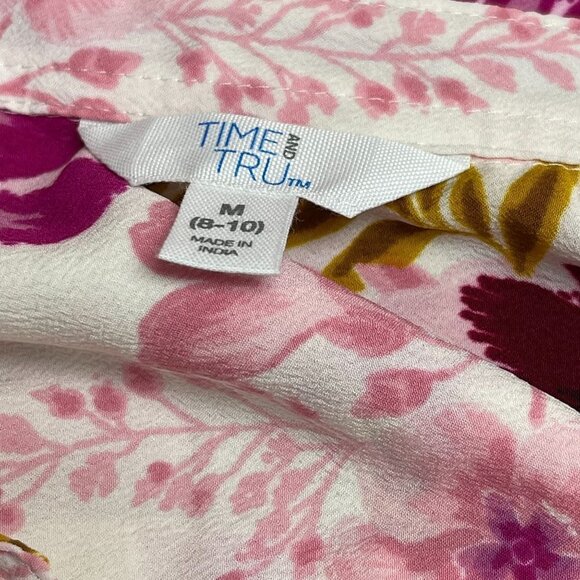 TIME AND
TRU™
M
(8-10)
MADE IN
INDIA